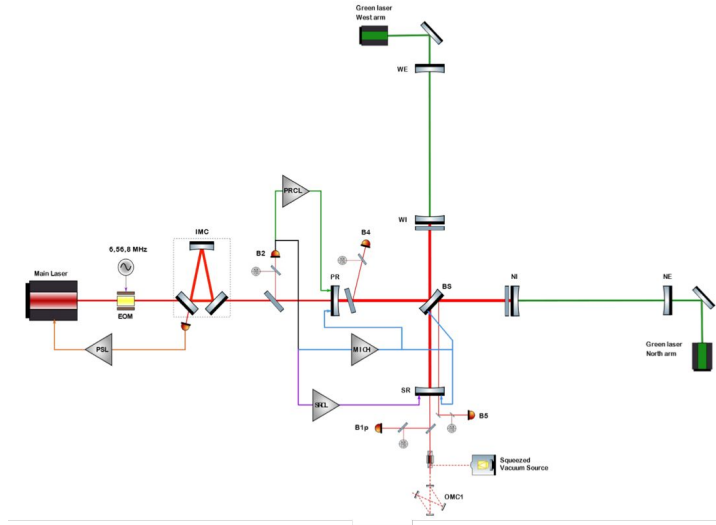 Green laser
West arm
WE
PRCL
WI
IMC
B4
6,56,8 MHz
B2
Main Laser
PR
BS
NI
NE
EOM
Green laser
North arm
PSL
MICH
SR
SRCL
B5
B1p
Squeezed
Vacuum Source
OMC1